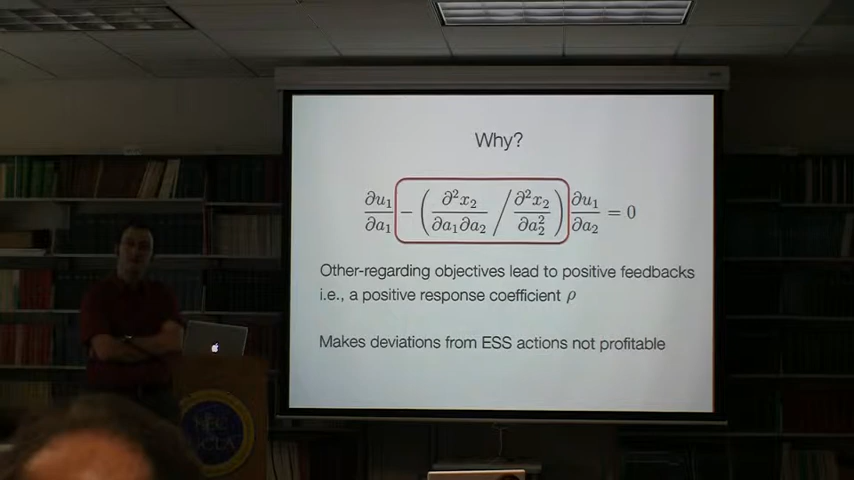 Why?
∂u₁/∂a₁ − ( ∂²x₂/∂a₁∂a₂ / ∂²x₂/∂a₂² ) ∂u₁/∂a₂ = 0
Other-regarding objectives lead to positive feedbacks
i.e., a positive response coefficient ρ
Makes deviations from ESS actions not profitable
UCLA